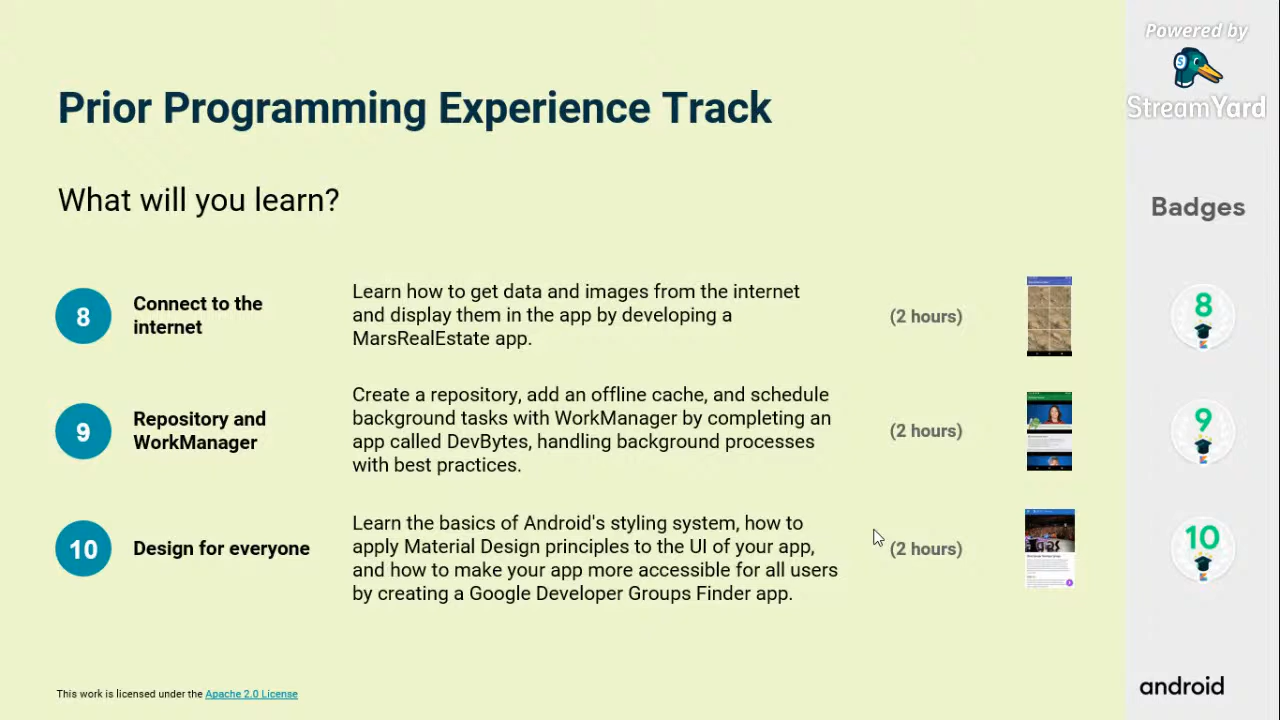 Powered by
StreamYard
Prior Programming Experience Track
What will you learn?
Badges
8
Connect to the
internet
Learn how to get data and images from the internet
and display them in the app by developing a
MarsRealEstate app.
(2 hours)
8
9
Repository and
WorkManager
Create a repository, add an offline cache, and schedule
background tasks with WorkManager by completing an
app called DevBytes, handling background processes
with best practices.
(2 hours)
9
10
Design for everyone
Learn the basics of Android's styling system, how to
apply Material Design principles to the UI of your app,
and how to make your app more accessible for all users
by creating a Google Developer Groups Finder app.
(2 hours)
10
This work is licensed under the Apache 2.0 License
android